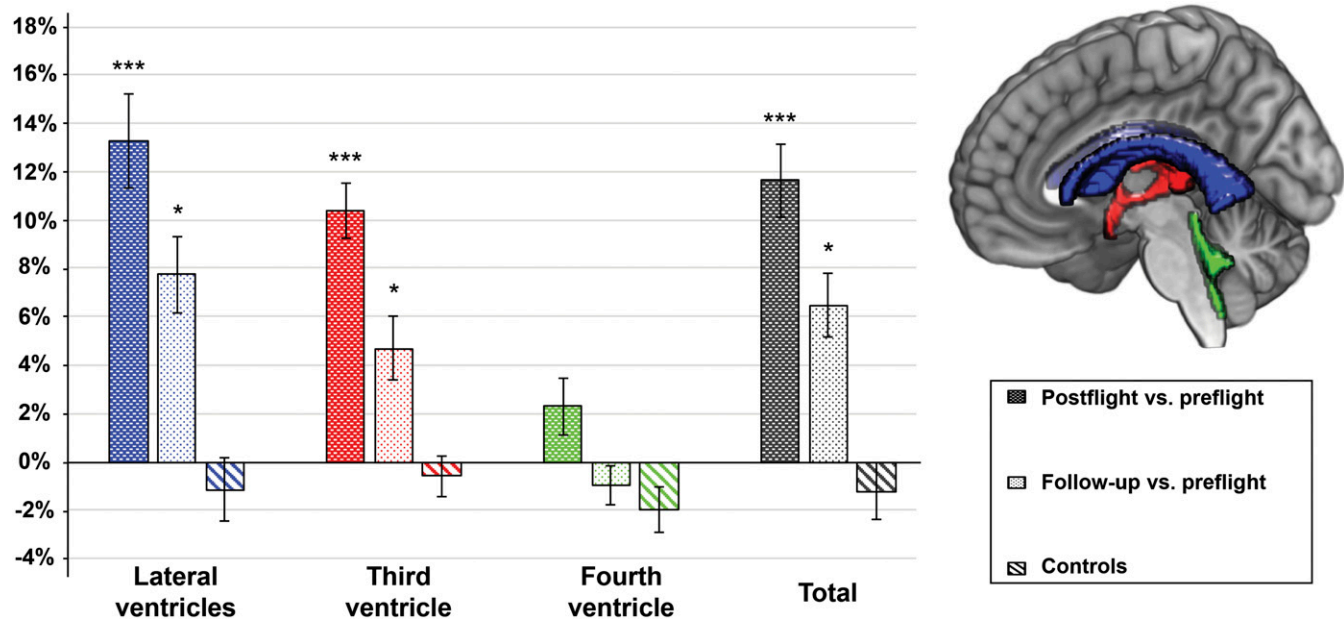 18%
16%
14%
12%
10%
8%
6%
4%
2%
0%
-2%
-4%
***
*
***
*
***
*
Lateral
ventricles
Third
ventricle
Fourth
ventricle
Total
Postflight vs. preflight
Follow-up vs. preflight
Controls